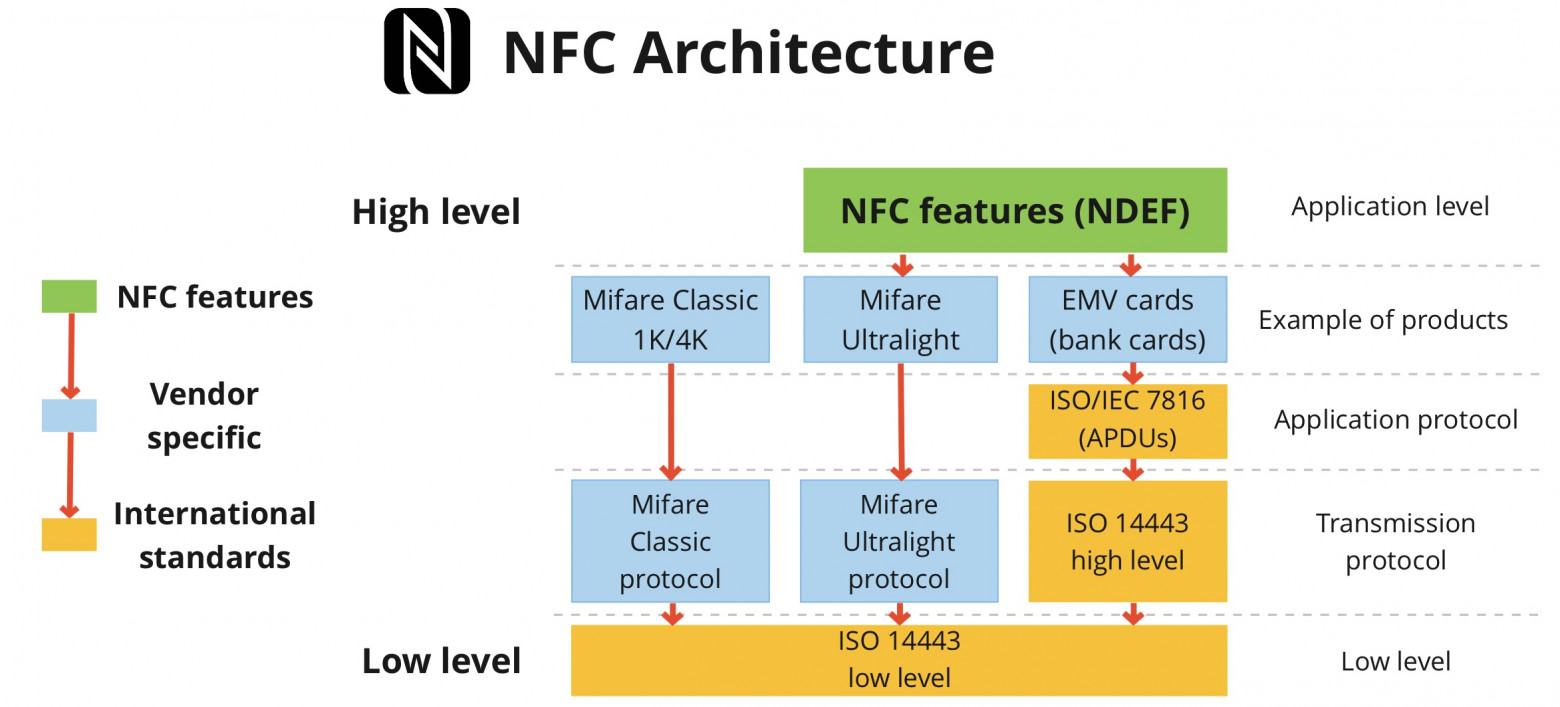 NFC Architecture
High level
NFC features (NDEF)
Application level
NFC features
Vendor
specific
International
standards
Mifare Classic
1K/4K
Mifare
Ultralight
EMV cards
(bank cards)
Example of products
ISO/IEC 7816
(APDUs)
Application protocol
Mifare
Classic
protocol
Mifare
Ultralight
protocol
ISO 14443
high level
Transmission
protocol
Low level
ISO 14443
low level
Low level